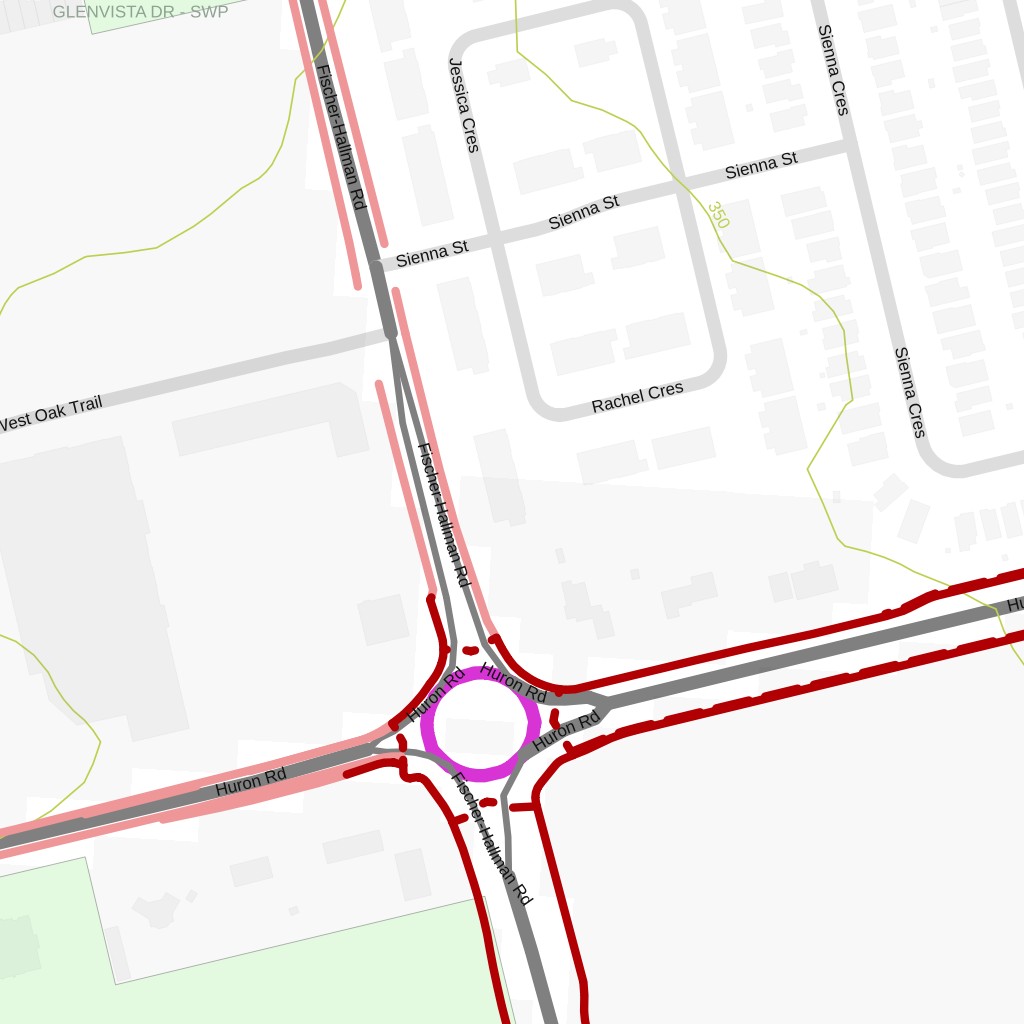 GLENVISTA DR - SWP
Fischer-Hallman Rd
Jessica Cres
Sienna Cres
Sienna St
Sienna St
Sienna St
350
Sienna Cres
Rachel Cres
West Oak Trail
Fischer-Hallman Rd
Huron Rd
Huron Rd
Huron Rd
Huron Rd
Fischer-Hallman Rd